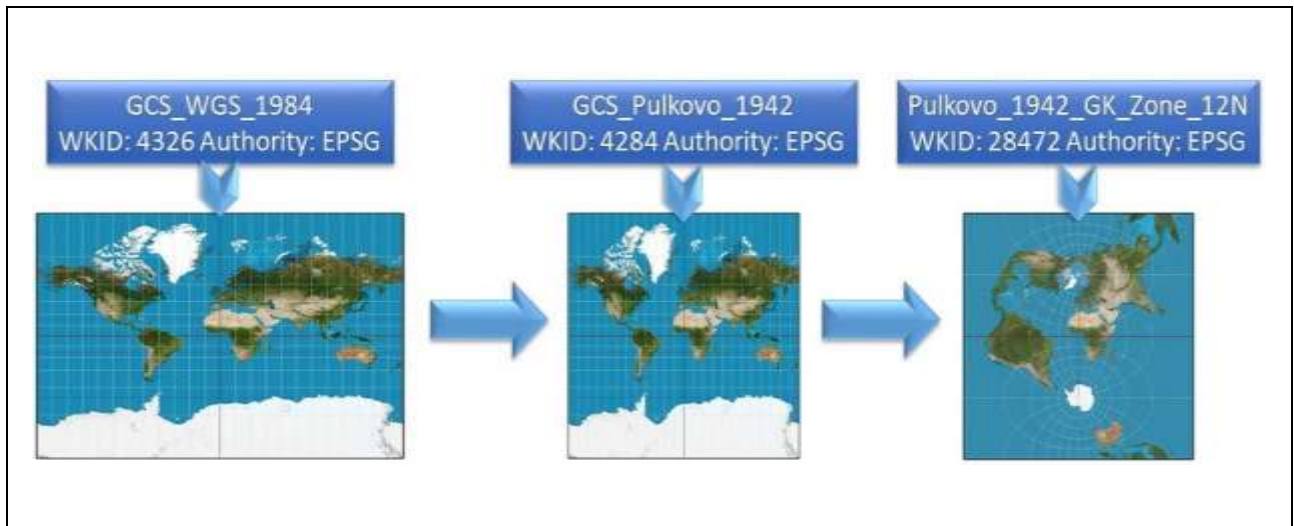 GCS_WGS_1984
WKID: 4326 Authority: EPSG
GCS_Pulkovo_1942
WKID: 4284 Authority: EPSG
Pulkovo_1942_GK_Zone_12N
WKID: 28472 Authority: EPSG